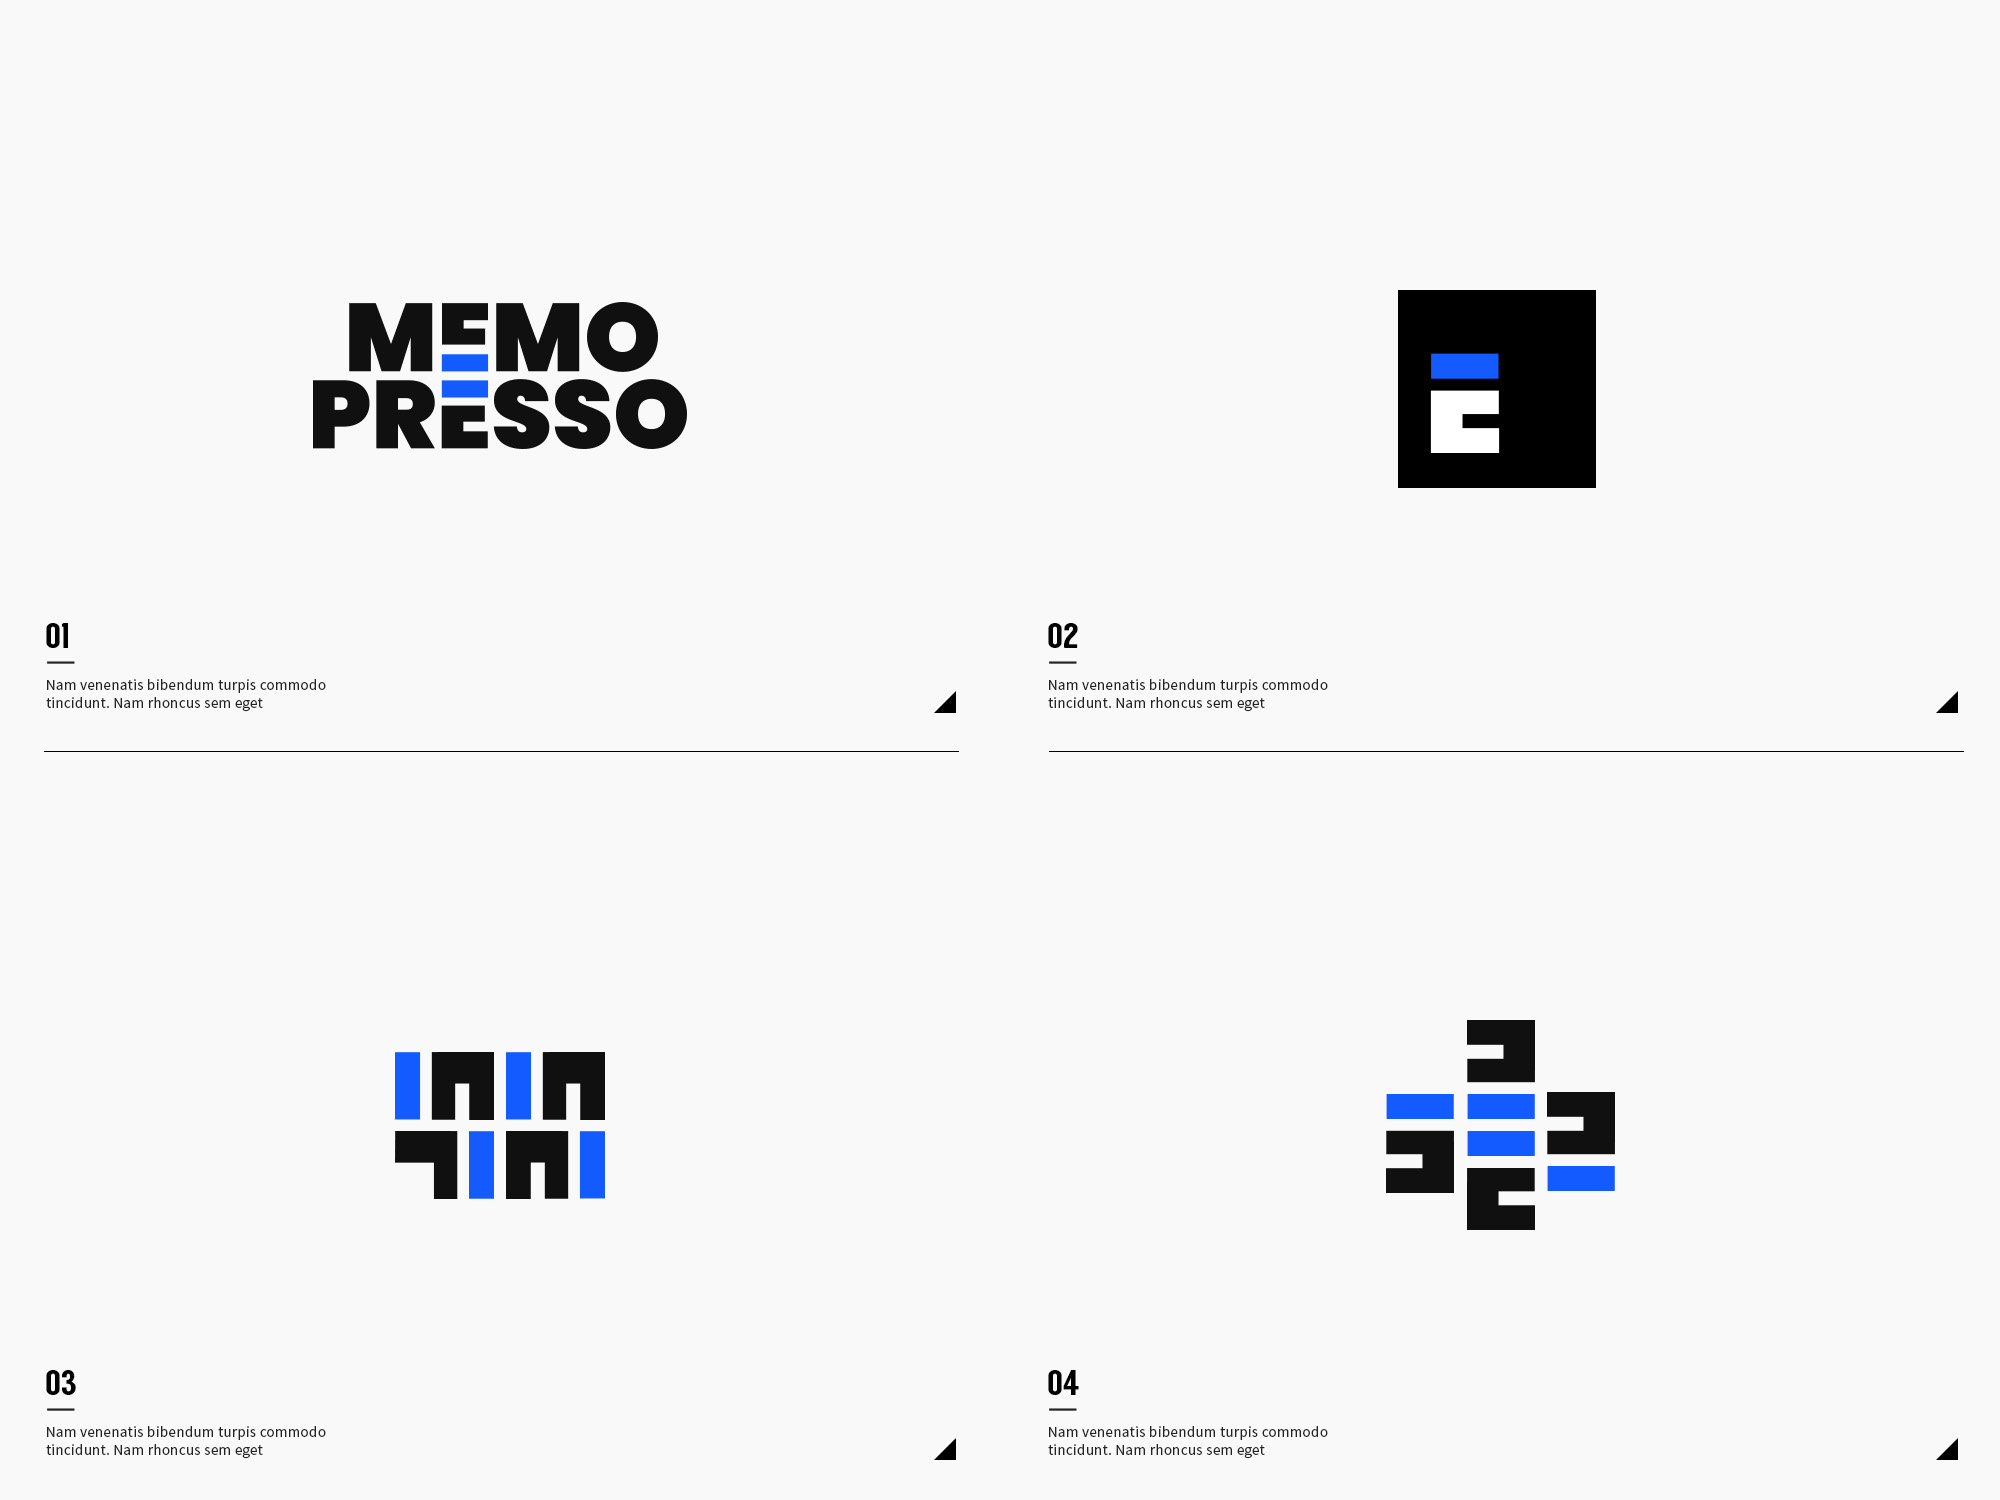 MEMO
PRESSO
E
01
Nam venenatis bibendum turpis commodo
tincidunt. Nam rhoncus sem eget
02
Nam venenatis bibendum turpis commodo
tincidunt. Nam rhoncus sem eget
03
Nam venenatis bibendum turpis commodo
tincidunt. Nam rhoncus sem eget
04
Nam venenatis bibendum turpis commodo
tincidunt. Nam rhoncus sem eget